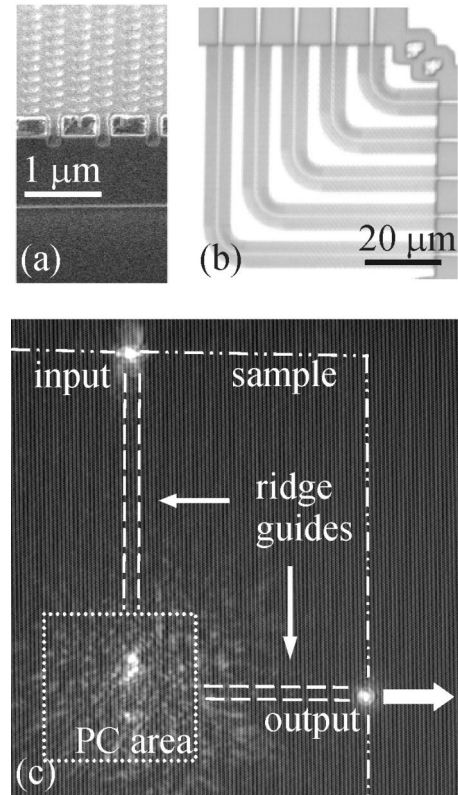 1 μm
(a)
20 μm
(b)
input
sample
ridge
guides
output
PC area
(c)